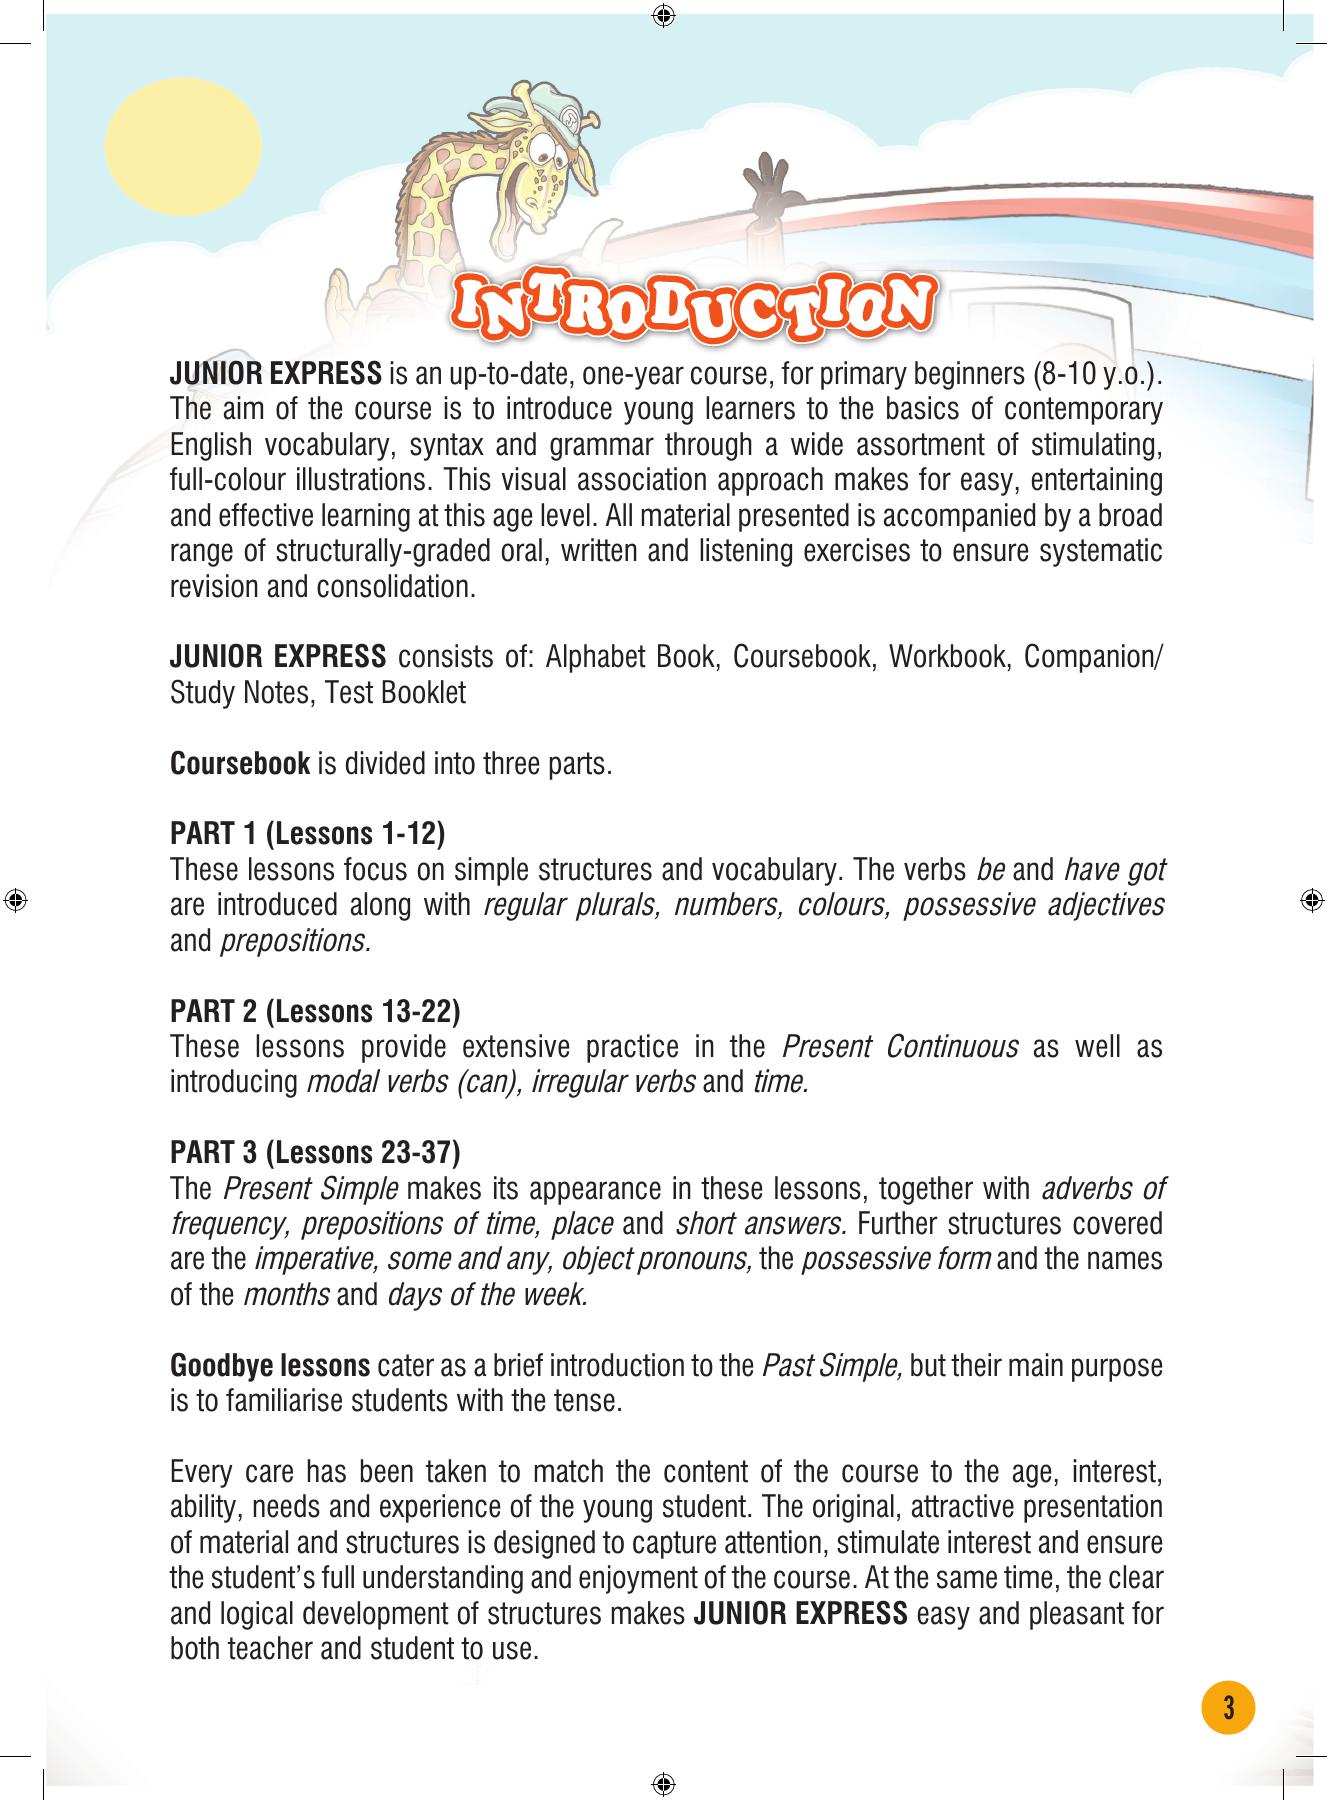 INTRODUCTION
JUNIOR EXPRESS is an up-to-date, one-year course, for primary beginners (8-10 y.o.).
The aim of the course is to introduce young learners to the basics of contemporary
English vocabulary, syntax and grammar through a wide assortment of stimulating,
full-colour illustrations. This visual association approach makes for easy, entertaining
and effective learning at this age level. All material presented is accompanied by a broad
range of structurally-graded oral, written and listening exercises to ensure systematic
revision and consolidation.
JUNIOR EXPRESS consists of: Alphabet Book, Coursebook, Workbook, Companion/
Study Notes, Test Booklet
Coursebook is divided into three parts.
PART 1 (Lessons 1-12)
These lessons focus on simple structures and vocabulary. The verbs be and have got
are introduced along with regular plurals, numbers, colours, possessive adjectives
and prepositions.
PART 2 (Lessons 13-22)
These lessons provide extensive practice in the Present Continuous as well as
introducing modal verbs (can), irregular verbs and time.
PART 3 (Lessons 23-37)
The Present Simple makes its appearance in these lessons, together with adverbs of
frequency, prepositions of time, place and short answers. Further structures covered
are the imperative, some and any, object pronouns, the possessive form and the names
of the months and days of the week.
Goodbye lessons cater as a brief introduction to the Past Simple, but their main purpose
is to familiarise students with the tense.
Every care has been taken to match the content of the course to the age, interest,
ability, needs and experience of the young student. The original, attractive presentation
of material and structures is designed to capture attention, stimulate interest and ensure
the student's full understanding and enjoyment of the course. At the same time, the clear
and logical development of structures makes JUNIOR EXPRESS easy and pleasant for
both teacher and student to use.
3